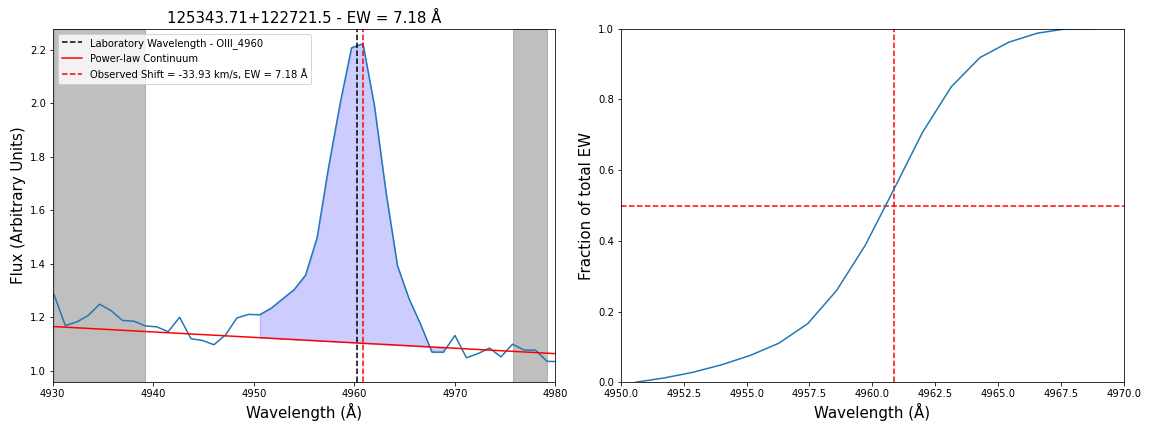 125343.71+122721.5 - EW = 7.18 Å
Laboratory Wavelength - OIII_4960
Power-law Continuum
Observed Shift = -33.93 km/s, EW = 7.18 Å
Flux (Arbitrary Units)
2.2
2.0
1.8
1.6
1.4
1.2
1.0
4930 4940 4950 4960 4970 4980
Wavelength (Å)
Fraction of total EW
1.0
0.8
0.6
0.4
0.2
0.0
4950.0 4952.5 4955.0 4957.5 4960.0 4962.5 4965.0 4967.5 4970.0
Wavelength (Å)